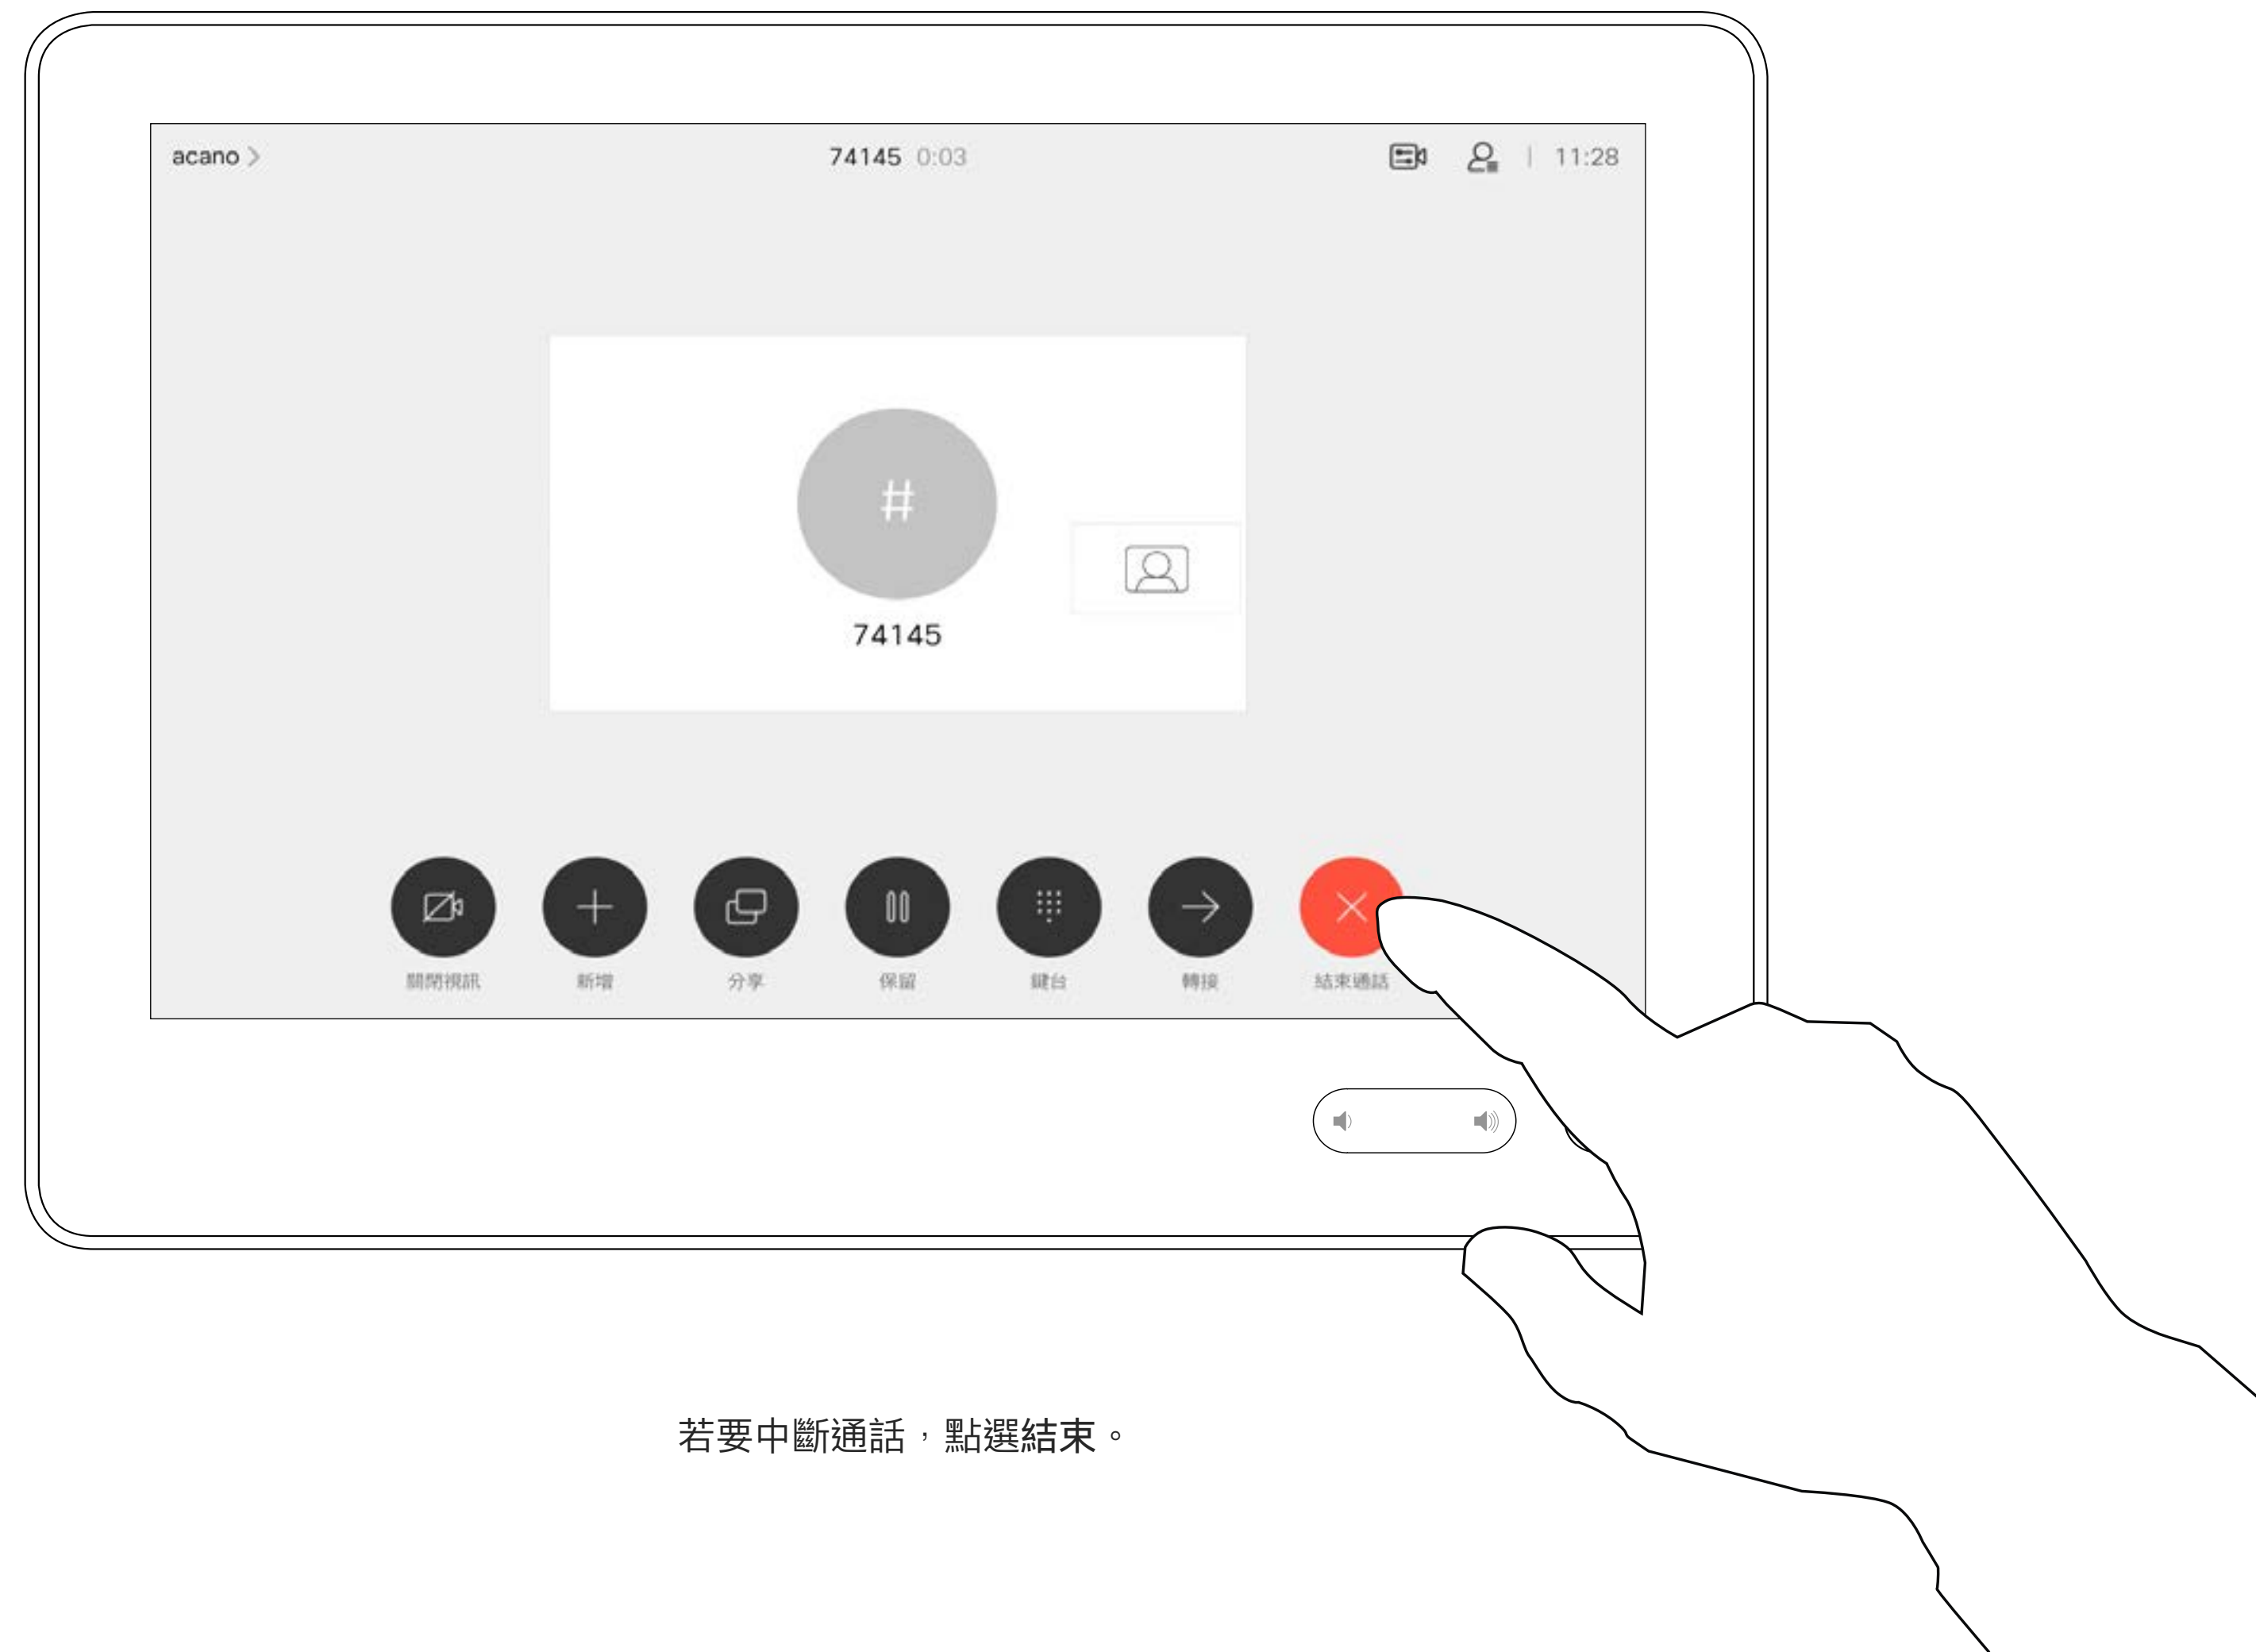 acano 74145 0:03 11:28
#
74145
關閉視訊 新增 分享 保留 鍵台 轉接 結束通話
若要中斷通話，點選結束。